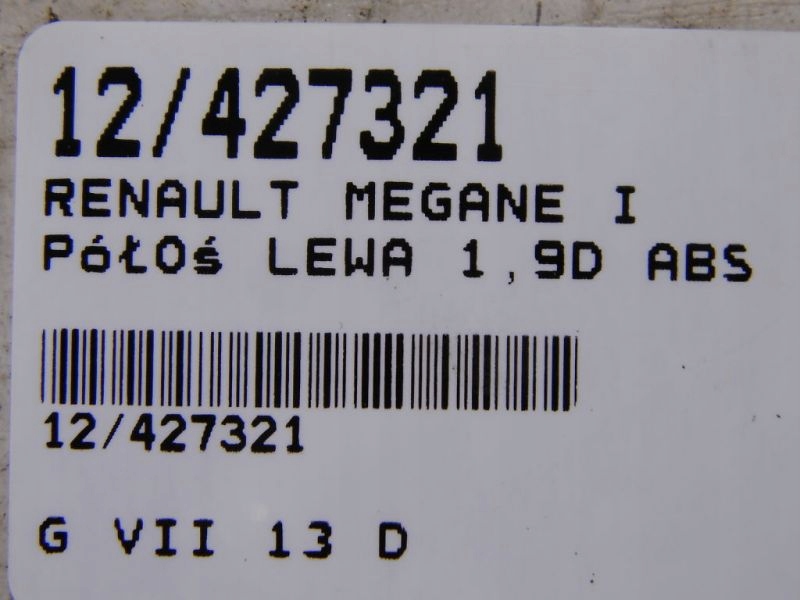 12/427321
RENAULT MEGANE I
PółOś LEWA 1,9D ABS
12/427321
G VII 13 D